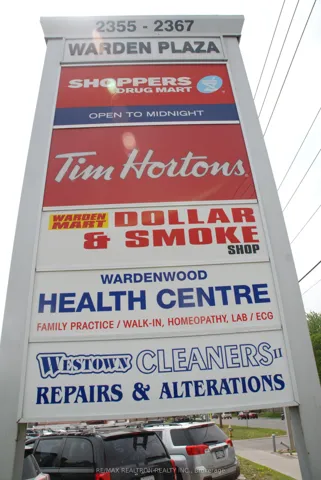 2355 - 2367
WARDEN PLAZA
SHOPPERS
DRUG MART
OPEN TO MIDNIGHT
Tim Hortons
WARDEN
MART
DOLLAR
& SMOKE
SHOP
WARDENWOOD
HEALTH CENTRE
FAMILY PRACTICE / WALK-IN, HOMEOPATHY, LAB / ECG
WESTOWN CLEANERS II
REPAIRS & ALTERATIONS
RE/MAX REALTRON REALTY INC.,